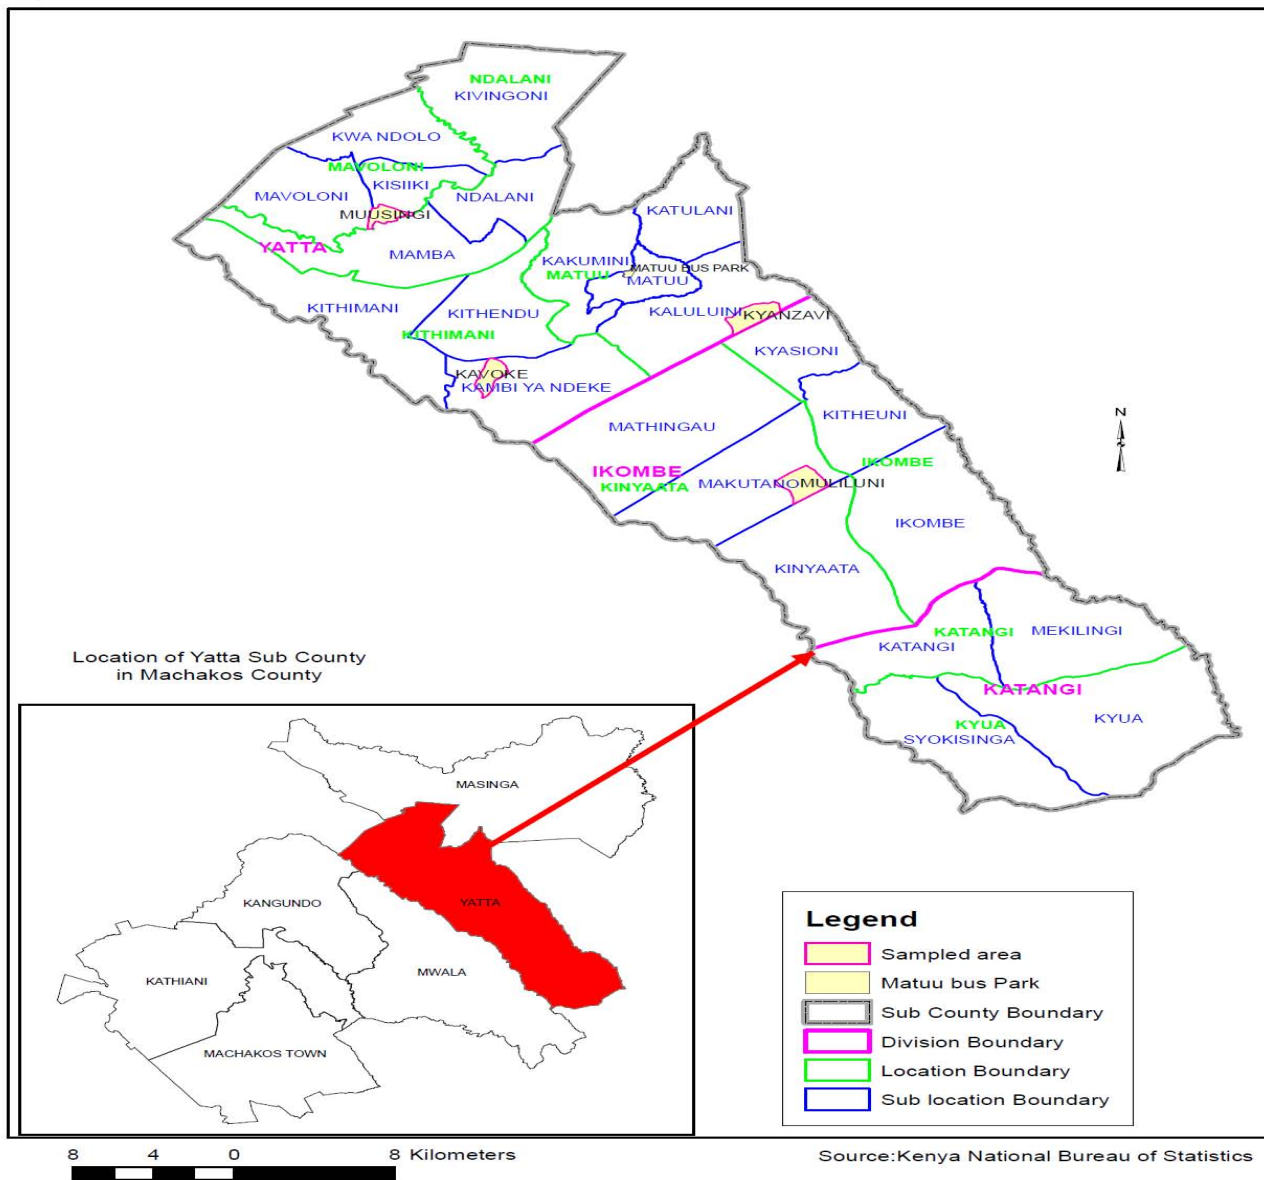 NDALANI
KIVINGONI
KWA NDOLO
MAVOLONI
KISIIKI
MAVOLONI
NDALANI
MUUSINGI
YATTA
MAMBA
KATULANI
KAKUMINI
MATUU BUS PARK
MATUU
MATUU
KITHIMANI
KITHENDU
KALULUINI
KYANZAVI
KITHIMANI
KYASIONI
KAVOKE
KAMBI YA NDEKE
KITHEUNI
MATHINGAU
IKOMBE
IKOMBE
KINYAATA
MAKUTANO
MULILUNI
IKOMBE
KINYAATA
KATANGI
MEKILINGI
KATANGI
KATANGI
KYUA
KYUA
SYOKISINGA
N
Location of Yatta Sub County
in Machakos County
MASINGA
KANGUNDO
YATTA
MWALA
KATHIANI
MACHAKOS TOWN
Legend
Sampled area
Matuu bus Park
Sub County Boundary
Division Boundary
Location Boundary
Sub location Boundary
8 4 0 8 Kilometers
Source:Kenya National Bureau of Statistics